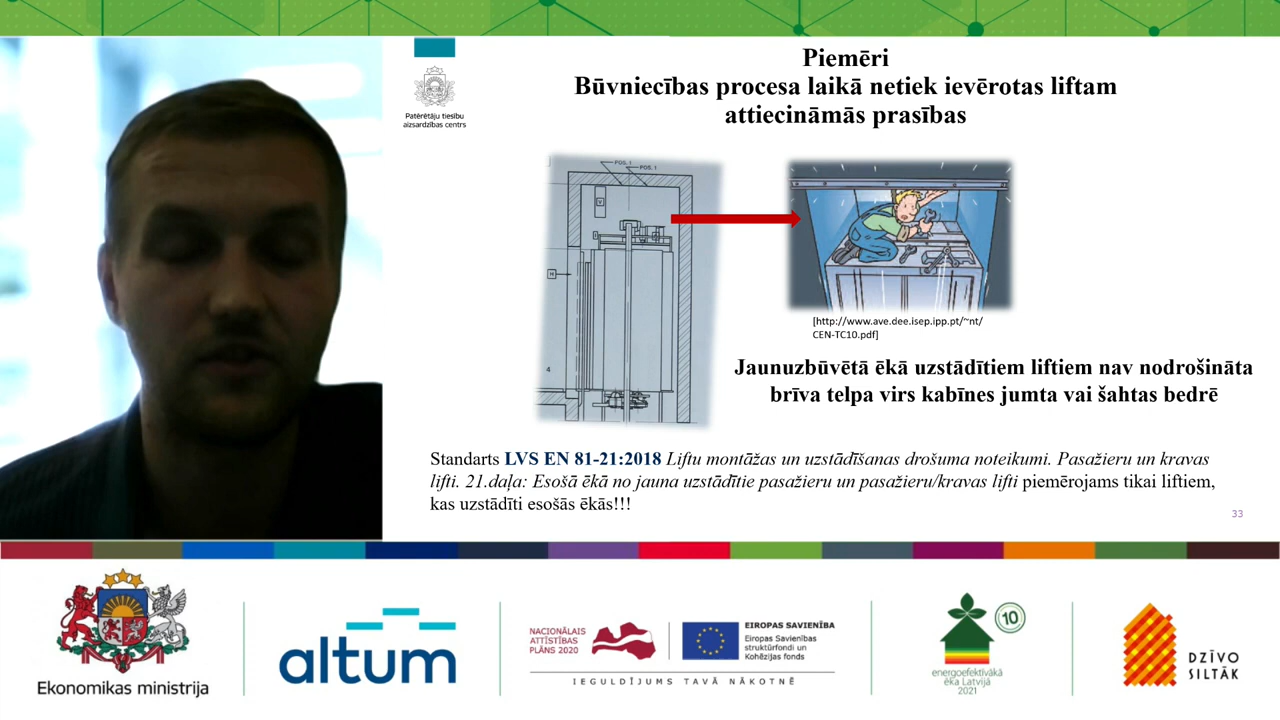 Patērētāju tiesību
aizsardzības centrs
Piemēri
Būvniecības procesa laikā netiek ievērotas liftam
attiecināmās prasības
POS. 1
POS. 1
H
4
[http://www.ave.dee.isep.ipp.pt/~nt/
CEN-TC10.pdf]
Jaunuzbūvētā ēkā uzstādītiem liftiem nav nodrošināta
brīva telpa virs kabīnes jumta vai šahtas bedrē
Standarts LVS EN 81-21:2018 Liftu montāžas un uzstādīšanas drošuma noteikumi. Pasažieru un kravas
lifti. 21.daļa: Esošā ēkā no jauna uzstādītie pasažieru un pasažieru/kravas lifti piemērojams tikai liftiem,
kas uzstādīti esošās ēkās!!!
33
Ekonomikas ministrija
altum
NACIONĀLAIS
ATTĪSTĪBAS
PLĀNS 2020
EIROPAS SAVIENĪBA
Eiropas Savienības
struktūrfondi un
Kohēzijas fonds
IEGULDĪJUMS TAVĀ NĀKOTNĒ
10
energoefektīvākā
ēka Latvijā
2021
DZĪVO
SILTĀK